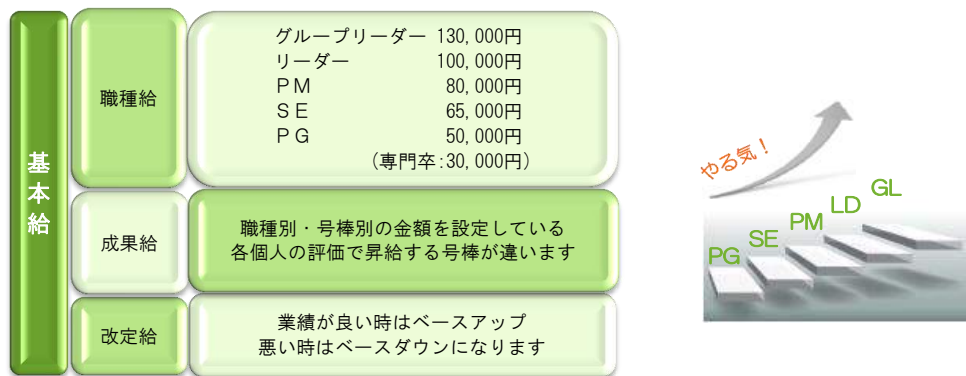 基本給
職種給
グループリーダー 130,000円
リーダー 100,000円
ＰＭ 80,000円
ＳＥ 65,000円
ＰＧ 50,000円
(専門卒:30,000円)
成果給
職種別・号棒別の金額を設定している
各個人の評価で昇給する号棒が違います
改定給
業績が良い時はベースアップ
悪い時はベースダウンになります
やる気！
PG
SE
PM
LD
GL